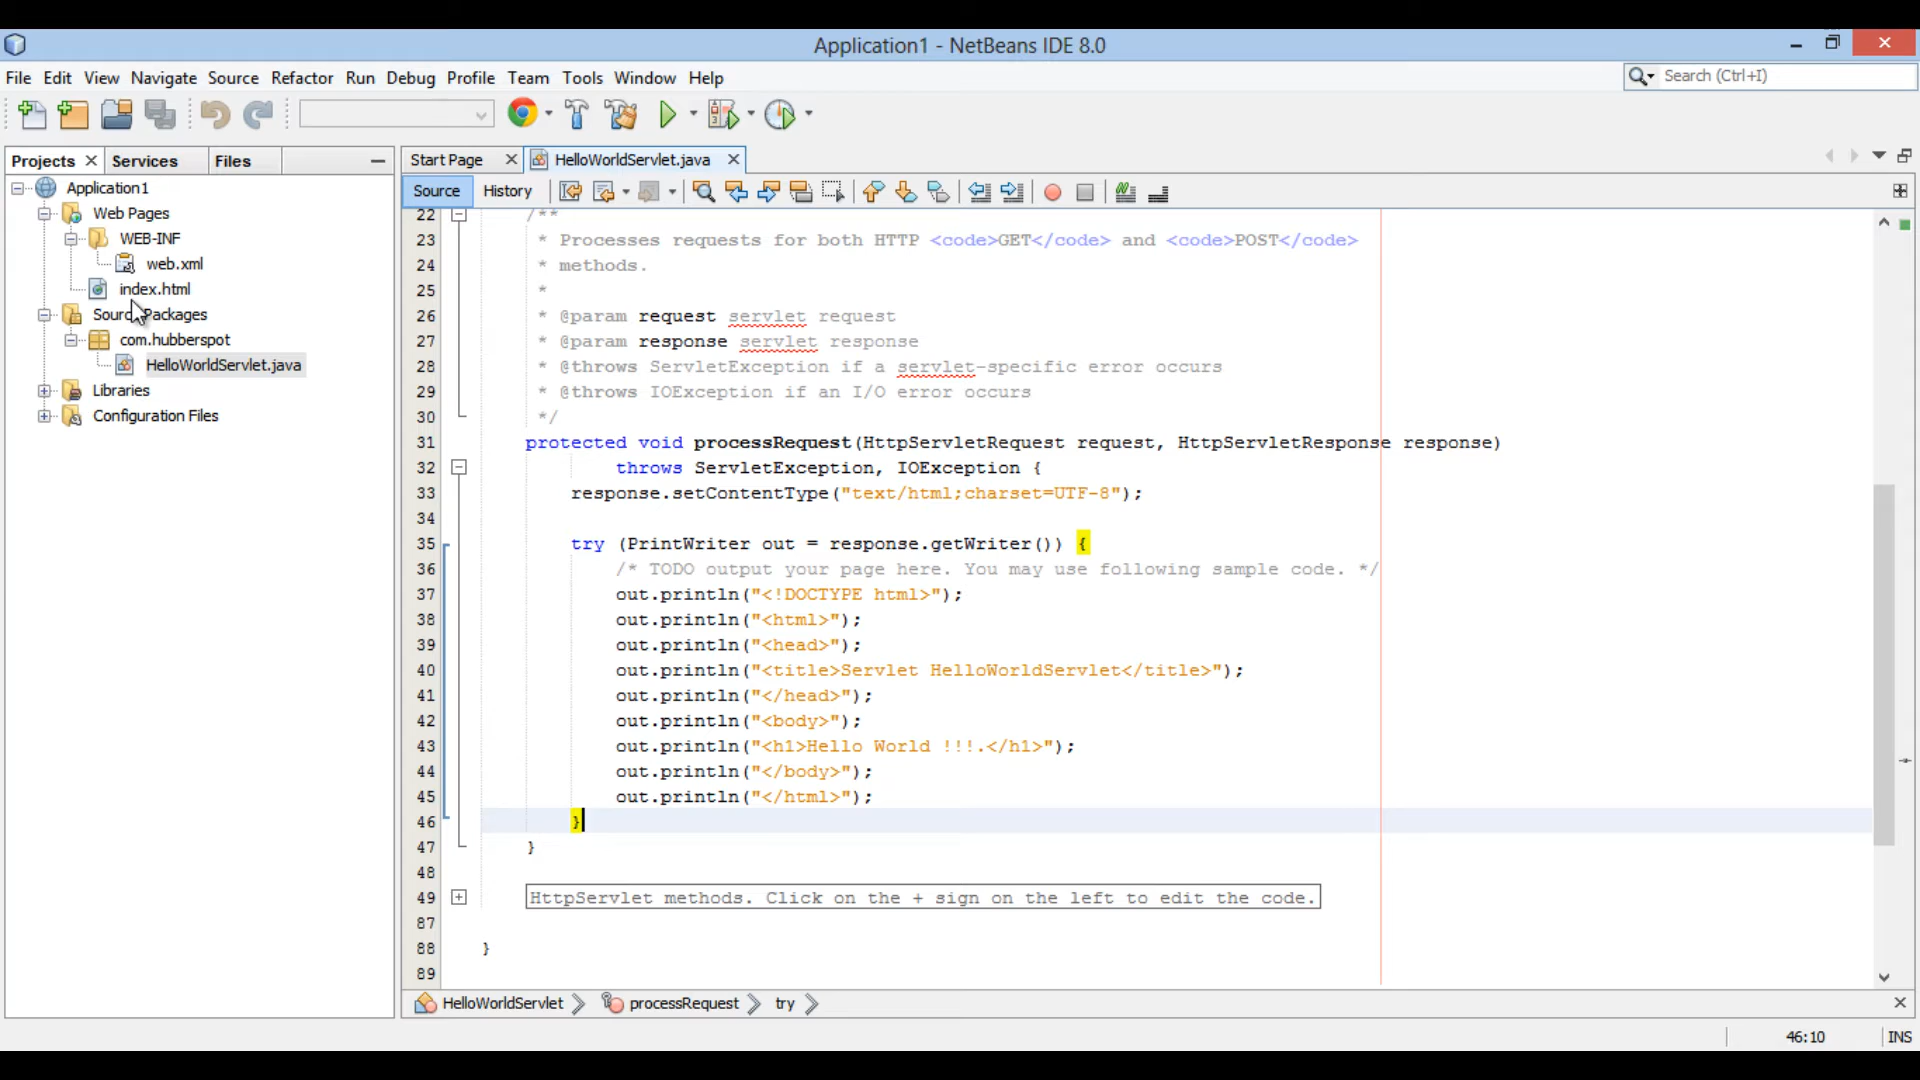 Application1 - NetBeans IDE 8.0
File Edit View Navigate Source Refactor Run Debug Profile Team Tools Window Help
Search (Ctrl+I)
Projects Services Files
Application1
Web Pages
WEB-INF
web.xml
index.html
Source Packages
com.hubberspot
HelloWorldServlet.java
Libraries
Configuration Files
Start Page HelloWorldServlet.java
Source History
22 /**
23 * Processes requests for both HTTP <code>GET</code> and <code>POST</code>
24 * methods.
25 *
26 * @param request servlet request
27 * @param response servlet response
28 * @throws ServletException if a servlet-specific error occurs
29 * @throws IOException if an I/O error occurs
30 */
31 protected void processRequest(HttpServletRequest request, HttpServletResponse response)
32 throws ServletException, IOException {
33 response.setContentType("text/html;charset=UTF-8");
34
35 try (PrintWriter out = response.getWriter()) {
36 /* TODO output your page here. You may use following sample code. */
37 out.println("<!DOCTYPE html>");
38 out.println("<html>");
39 out.println("<head>");
40 out.println("<title>Servlet HelloWorldServlet</title>");
41 out.println("</head>");
42 out.println("<body>");
43 out.println("<h1>Hello World !!!.</h1>");
44 out.println("</body>");
45 out.println("</html>");
46 }
47 }
48
49 HttpServlet methods. Click on the + sign on the left to edit the code.
87
88 }
89
HelloWorldServlet processRequest try
46:10 INS